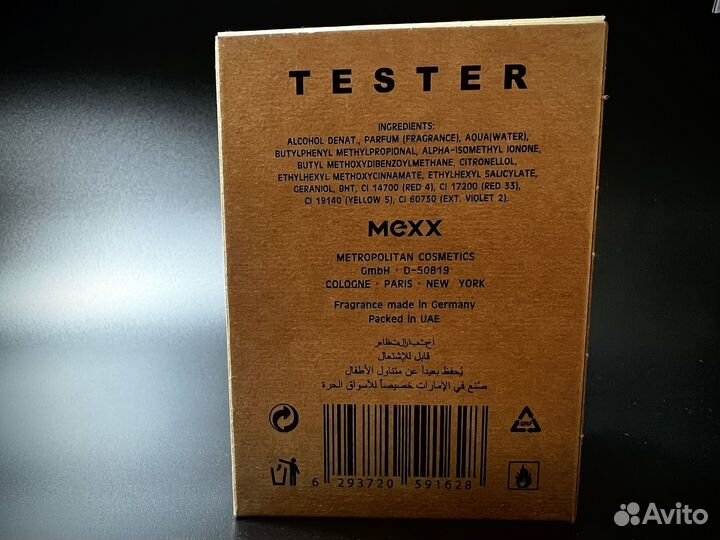 TESTER
INGREDIENTS:
ALCOHOL DENAT., PARFUM (FRAGRANCE), AQUA(WATER),
BUTYLPHENYL METHYLPROPIONAL, ALPHA-ISOMETHYL IONONE,
BUTYL METHOXYDIBENZOYLMETHANE, CITRONELLOL,
ETHYLHEXYL METHOXYCINNAMATE, ETHYLHEXYL SALICYLATE,
GERANIOL, BHT, CI 14700 (RED 4), CI 17200 (RED 33),
CI 19140 (YELLOW 5), CI 60730 (EXT. VIOLET 2).
mexx
METROPOLITAN COSMETICS
GmbH · D-50819
COLOGNE · PARIS · NEW YORK
Fragrance made in Germany
Packed in UAE
قابل للإشتعال
يُحفظ بعيداً عن متناول الأطفال
صنع في الإمارات خصيصاً للأسواق الحرة
6 293720 591628
Avito